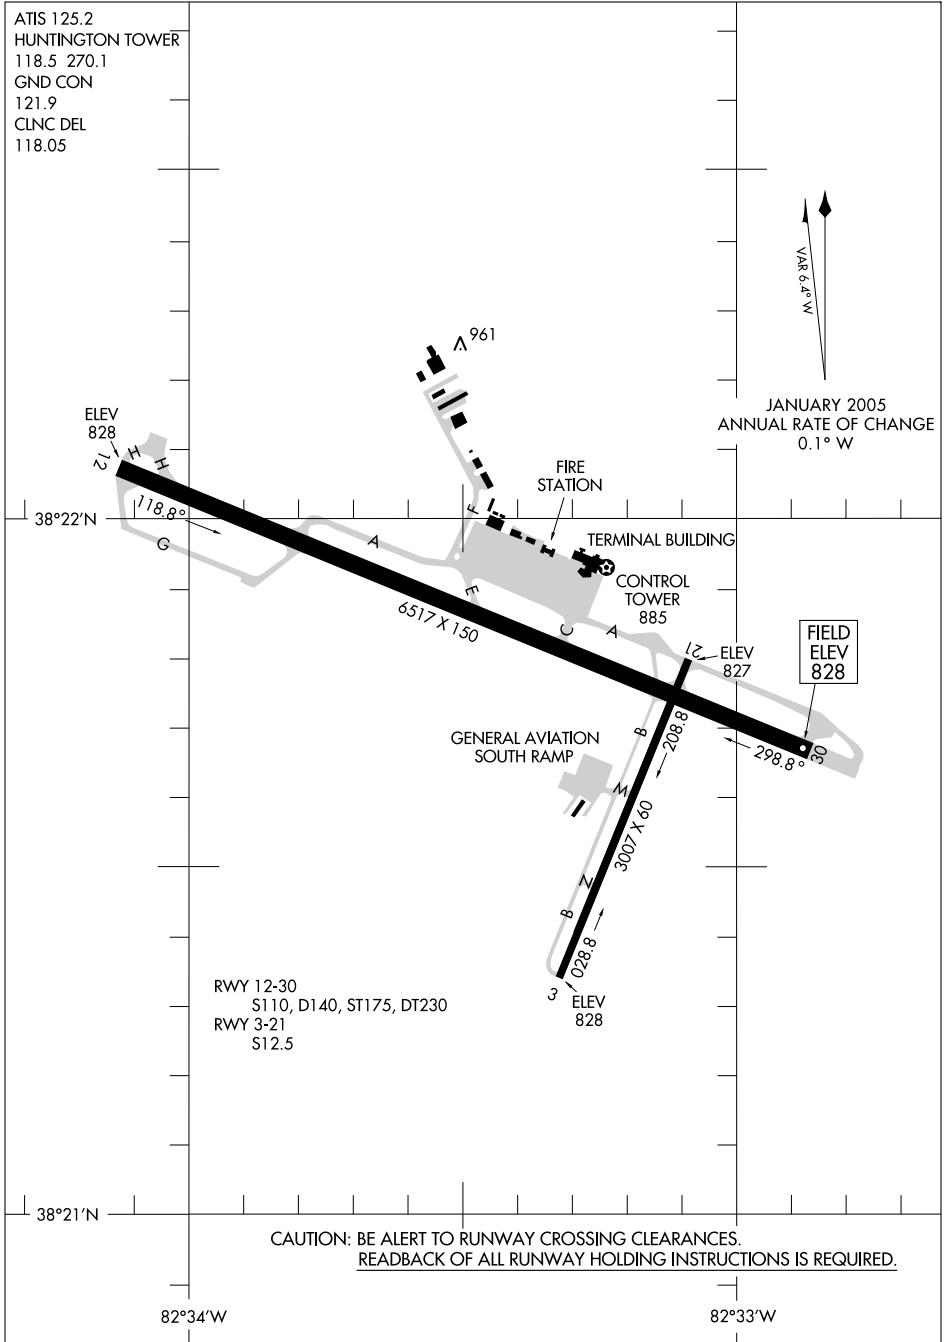 ATIS 125.2
HUNTINGTON TOWER
118.5 270.1
GND CON
121.9
CLNC DEL
118.05
VAR 6.4° W
JANUARY 2005
ANNUAL RATE OF CHANGE
0.1° W
961
ELEV
828
12
H
H
118.8°
38°22'N
G
A
F
FIRE
STATION
TERMINAL BUILDING
CONTROL
TOWER
885
E
6517 X 150
C
A
21
ELEV
827
FIELD
ELEV
828
30
298.8°
208.8
B
GENERAL AVIATION
SOUTH RAMP
W
3007 X 60
Z
B
028.8
3
ELEV
828
RWY 12-30
S110, D140, ST175, DT230
RWY 3-21
S12.5
38°21'N
CAUTION: BE ALERT TO RUNWAY CROSSING CLEARANCES.
READBACK OF ALL RUNWAY HOLDING INSTRUCTIONS IS REQUIRED.
82°34'W
82°33'W